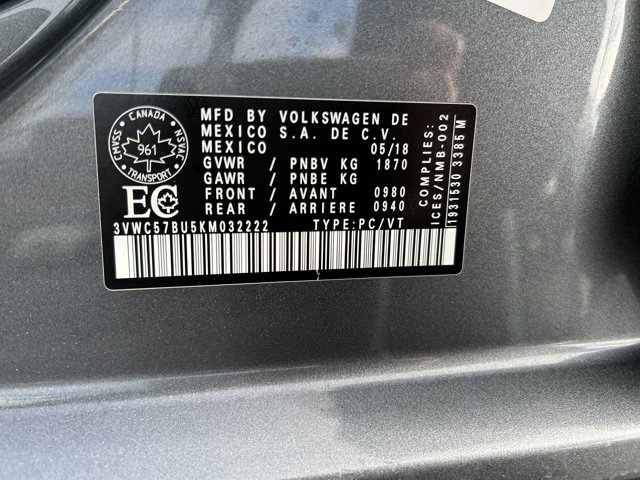 CANADA
CMVSS NSVAC
961
TRANSPORT
EC
MFD BY VOLKSWAGEN DE
MEXICO S.A. DE C.V.
MEXICO 05/18
GVWR / PNBV KG 1870
GAWR / PNBE KG
FRONT / AVANT 0980
REAR / ARRIERE 0940
3VWC57BU5KM032222 TYPE:PC/VT
COMPLIES:
ICES/NMB-002
1931530 3385 M